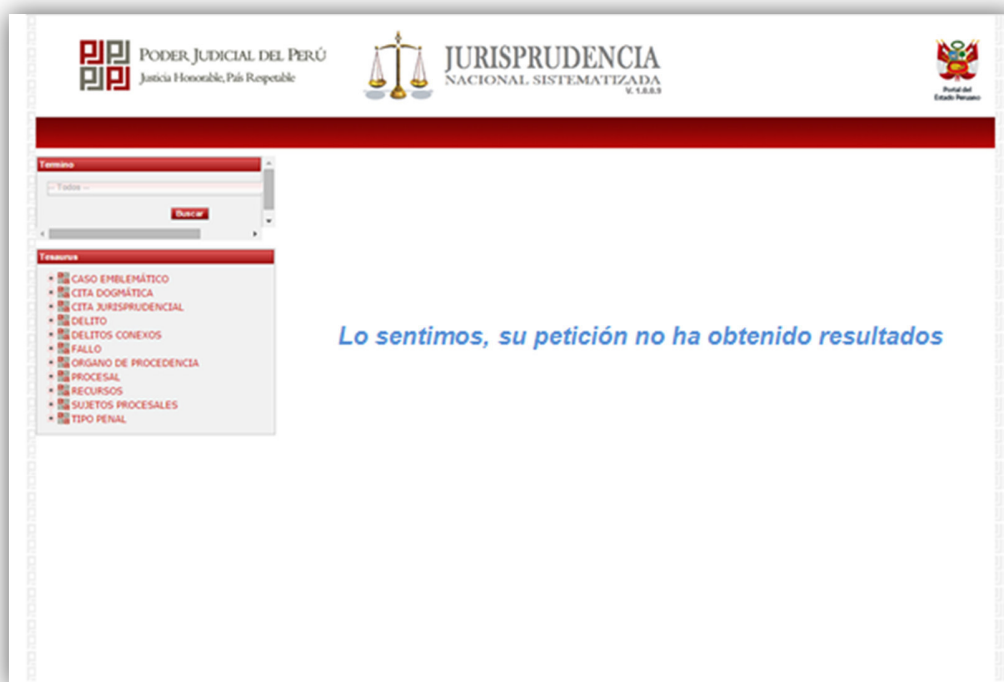 PODER JUDICIAL DEL PERÚ
Justicia Honorable, País Respetable
JURISPRUDENCIA
NACIONAL SISTEMATIZADA
V. 1.0.0.9
Portal del
Estado Peruano
Termino
-- Todos --
Buscar
Tesaurus
CASO EMBLEMÁTICO
CITA DOGMÁTICA
CITA JURISPRUDENCIAL
DELITO
DELITOS CONEXOS
FALLO
ORGANO DE PROCEDENCIA
PROCESAL
RECURSOS
SUJETOS PROCESALES
TIPO PENAL
Lo sentimos, su petición no ha obtenido resultados